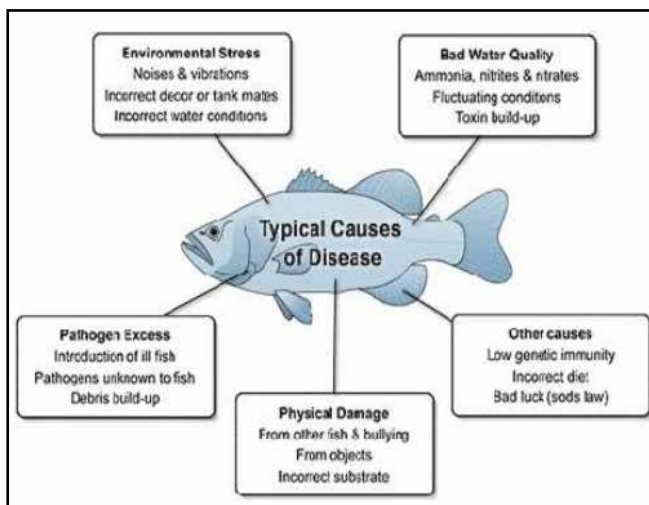 Environmental Stress
Noises & vibrations
Incorrect decor or tank mates
Incorrect water conditions
Bad Water Quality
Ammonia, nitrites & nitrates
Fluctuating conditions
Toxin build-up
Typical Causes
of Disease
Pathogen Excess
Introduction of ill fish
Pathogens unknown to fish
Debris build-up
Physical Damage
From other fish & bullying
From objects
Incorrect substrate
Other causes
Low genetic immunity
Incorrect diet
Bad luck (sods law)